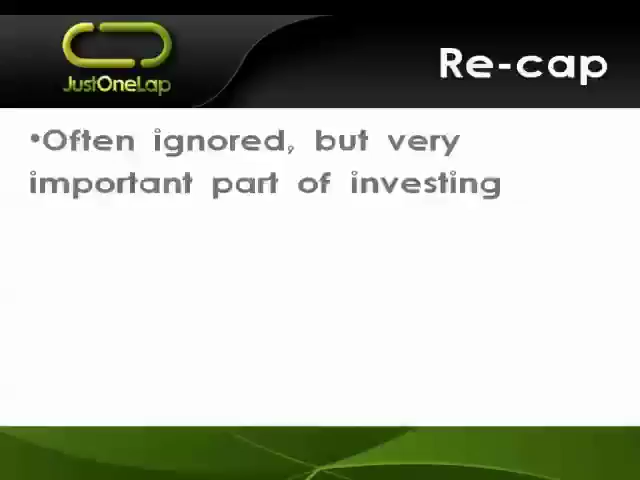 JustOneLap
Re-cap
•Often ignored, but very
important part of investing